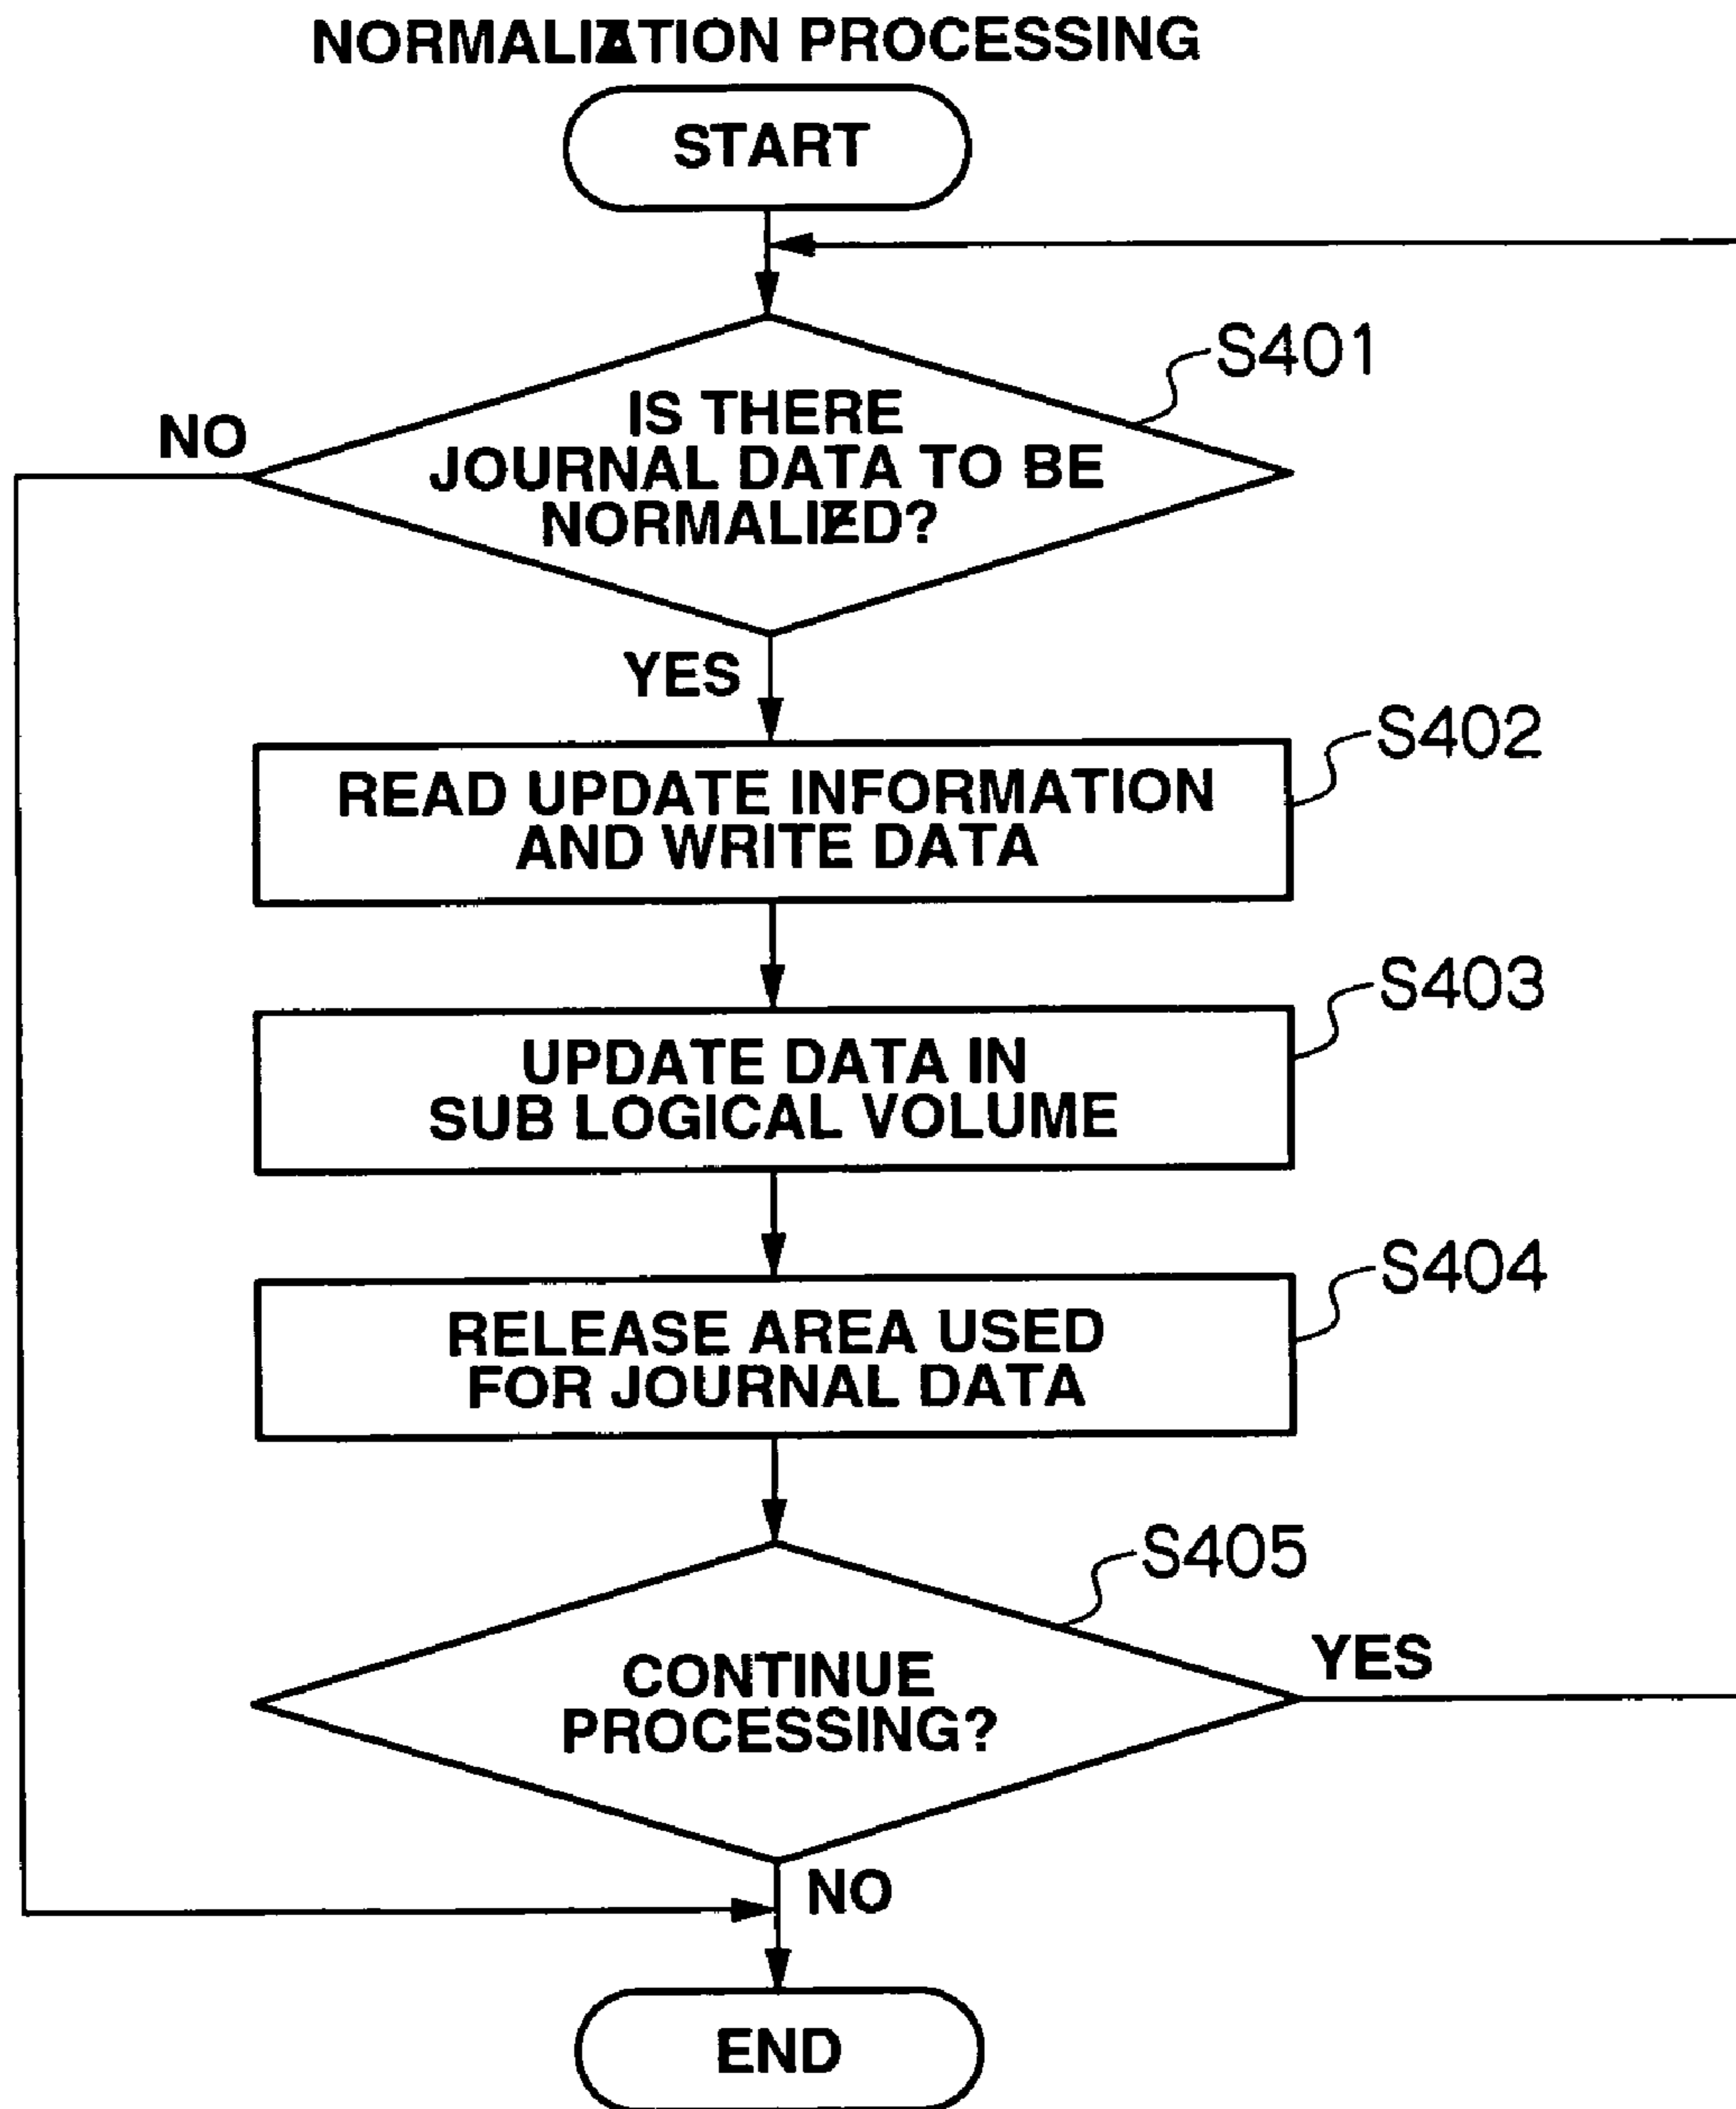 NORMALIZATION PROCESSING
START
S401
NO
IS THERE
JOURNAL DATA TO BE
NORMALIZED?
YES
S402
READ UPDATE INFORMATION
AND WRITE DATA
S403
UPDATE DATA IN
SUB LOGICAL VOLUME
S404
RELEASE AREA USED
FOR JOURNAL DATA
S405
CONTINUE
PROCESSING?
YES
NO
END